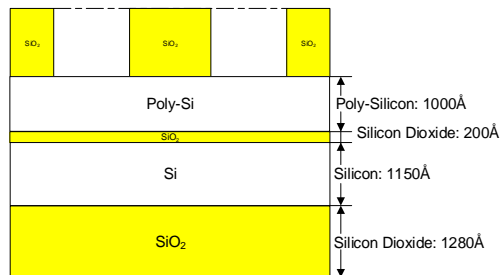 SiO₂ SiO₂ SiO₂
Poly-Si Poly-Silicon: 1000Å
SiO₂ Silicon Dioxide: 200Å
Si Silicon: 1150Å
SiO₂ Silicon Dioxide: 1280Å